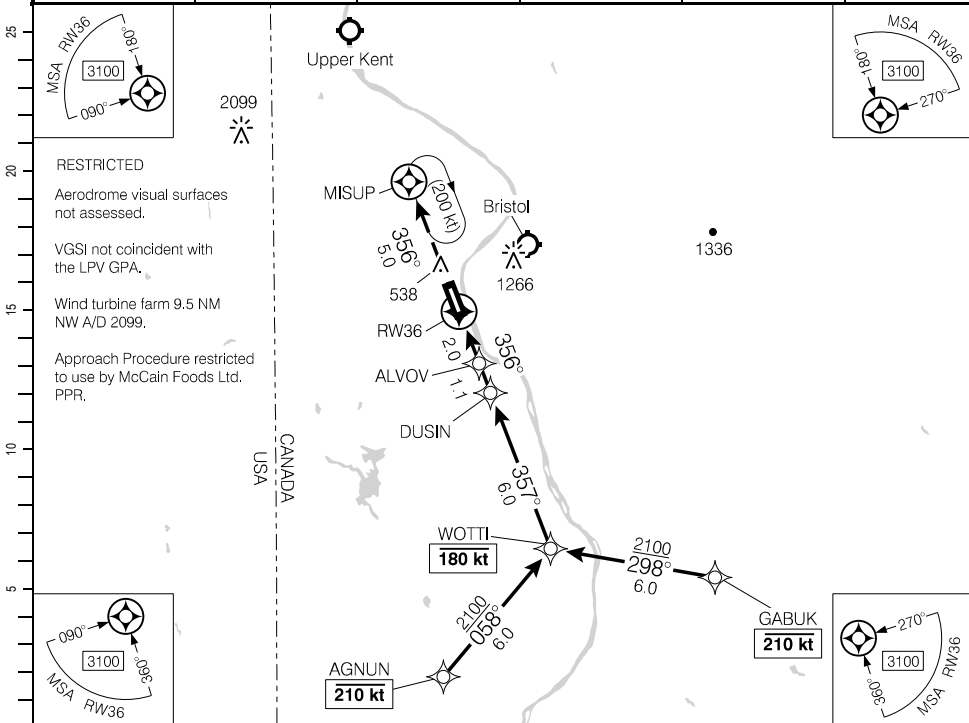 25
20
15
10
5
MSA RW36
180°
3100
090°
MSA RW36
180°
3100
270°
Upper Kent
2099
RESTRICTED
Aerodrome visual surfaces
not assessed.
VGSI not coincident with
the LPV GPA.
Wind turbine farm 9.5 NM
NW A/D 2099.
Approach Procedure restricted
to use by McCain Foods Ltd.
PPR.
MISUP
(200 kt)
Bristol
356°
5.0
538
1266
1336
RW36
2.0
356°
ALVOV
1.1
DUSIN
CANADA
USA
357°
6.0
WOTTI
180 kt
2100
298°
6.0
GABUK
210 kt
2100
058°
6.0
AGNUN
210 kt
090°
3100
360°
MSA RW36
270°
3100
360°
MSA RW36